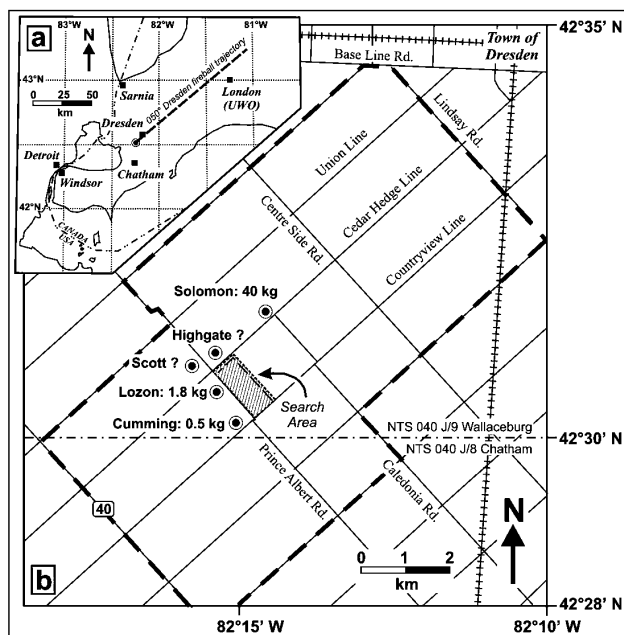 a
83°W
82°W
81°W
N
050° Dresden fireball trajectory
43°N
0 25 50
km
Sarnia
London
(UWO)
Dresden
Detroit
Windsor
Chatham
42°N
CANADA
USA
42°35'N
Town of
Dresden
Base Line Rd.
Lindsay Rd.
Union Line
Cedar Hedge Line
Countryview Line
Centre Side Rd.
Solomon: 40 kg
Highgate ?
Scott ?
Lozon: 1.8 kg
Cumming: 0.5 kg
Search
Area
NTS 040 J/9 Wallaceburg
NTS 040 J/8 Chatham
42°30'N
Prince Albert Rd.
Caledonia Rd.
40
N
0 1 2
km
b
42°28'N
82°15'W
82°10'W